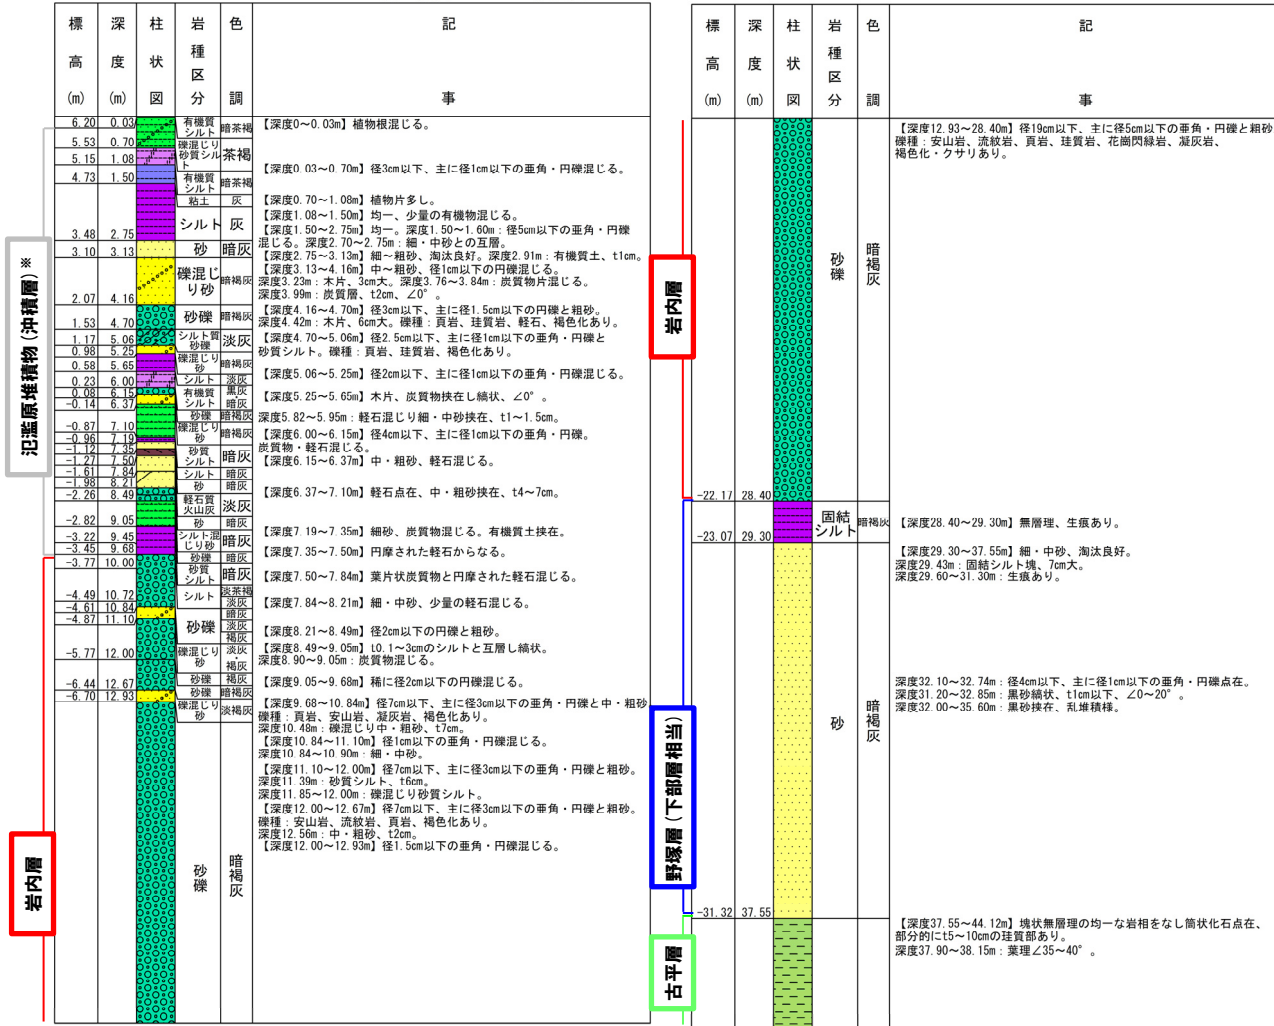 標高(m) 深度(m) 柱状図 岩種区分 色調 記事
6.20 0.03 有機質シルト 暗茶褐
5.53 0.70 礫混じり砂質シルト 茶褐
5.15 1.08 有機質シルト 暗茶褐
4.73 1.50 粘土 灰
3.48 2.75 シルト 灰
3.10 3.13 砂 暗灰
2.07 4.16 礫混じり砂 暗褐灰
1.53 4.70 砂礫 暗褐灰
1.17 5.06 シルト質砂礫 淡灰
0.98 5.25 礫混じり砂 暗褐灰
0.58 5.65 シルト 淡灰
0.23 6.00 有機質シルト 黒灰
0.08 6.15 暗灰
-0.14 6.37 砂礫 暗褐灰
-0.87 7.10 礫混じり砂 暗褐灰
-0.96 7.19 砂質シルト 暗灰
-1.12 7.35 シルト 暗灰
-1.27 7.50 砂 暗灰
-1.61 7.84 軽石質火山灰 淡灰
-1.98 8.21 砂 暗灰
-2.26 8.49 シルト混じり砂 暗灰
-2.82 9.05 砂礫 暗灰
-3.22 9.45 砂質シルト 暗灰
-3.45 9.68 シルト 淡茶褐
-3.77 10.00 淡灰
-4.49 10.72 砂礫 暗灰
-4.61 10.84 淡灰
-4.87 11.10 褐灰
-5.77 12.00 礫混じり砂 淡灰・褐灰
-6.44 12.67 砂礫 褐灰
-6.70 12.93 砂礫 暗褐灰
礫混じり砂 淡褐灰
砂礫 暗褐灰
氾濫原堆積物(沖積層)※
岩内層
【深度0~0.03m】植物根混じる。
【深度0.03~0.70m】径3cm以下、主に径1cm以下の亜角・円礫混じる。
【深度0.70~1.08m】植物片多し。
【深度1.08~1.50m】均一、少量の有機物混じる。
【深度1.50~2.75m】均一。深度1.50~1.60m:径5cm以下の亜角・円礫
混じる。深度2.70~2.75m:細・中砂との互層。
【深度2.75~3.13m】細~粗砂、淘汰良好。深度2.91m:有機質土、t1cm。
【深度3.13~4.16m】中~粗砂、径1cm以下の円礫混じる。
深度3.23m:木片、3cm大。深度3.76~3.84m:炭質物片混じる。
深度3.99m:炭質層、t2cm、∠0°。
【深度4.16~4.70m】径3cm以下、主に径1.5cm以下の円礫と粗砂。
深度4.42m:木片、6cm大。礫種:頁岩、珪質岩、軽石、褐色化あり。
【深度4.70~5.06m】径2.5cm以下、主に径1cm以下の亜角・円礫と
砂質シルト。礫種:頁岩、珪質岩、褐色化あり。
【深度5.06~5.25m】径2cm以下、主に径1cm以下の亜角・円礫混じる。
【深度5.25~5.65m】木片、炭質物挟在し縞状、∠0°。
深度5.82~5.95m:軽石混じり細・中砂挟在、t1~1.5cm。
【深度6.00~6.15m】径4cm以下、主に径1cm以下の亜角・円礫。
炭質物・軽石混じる。
【深度6.15~6.37m】中・粗砂、軽石混じる。
【深度6.37~7.10m】軽石点在、中・粗砂挟在、t4~7cm。
【深度7.19~7.35m】細砂、炭質物混じる。有機質土挟在。
【深度7.35~7.50m】円摩された軽石からなる。
【深度7.50~7.84m】葉片状炭質物と円摩された軽石混じる。
【深度7.84~8.21m】細・中砂、少量の軽石混じる。
【深度8.21~8.49m】径2cm以下の円礫と粗砂。
【深度8.49~9.05m】t0.1~3cmのシルトと互層し縞状。
深度8.90~9.05m:炭質物混じる。
【深度9.05~9.68m】稀に径2cm以下の円礫混じる。
【深度9.68~10.84m】径7cm以下、主に径3cm以下の亜角・円礫と中・粗砂
礫種:頁岩、安山岩、凝灰岩、褐色化あり。
深度10.48m:礫混じり中・粗砂、t7cm。
【深度10.84~11.10m】径1cm以下の亜角・円礫混じる。
深度10.84~10.90m:細・中砂。
【深度11.10~12.00m】径7cm以下、主に径3cm以下の亜角・円礫と粗砂。
深度11.39m:砂質シルト、t6cm。
深度11.85~12.00m:礫混じり砂質シルト。
【深度12.00~12.67m】径7cm以下、主に径3cm以下の亜角・円礫と粗砂。
礫種:安山岩、流紋岩、頁岩、褐色化あり。
深度12.56m:中・粗砂、t2cm。
【深度12.00~12.93m】径1.5cm以下の亜角・円礫混じる。
標高(m) 深度(m) 柱状図 岩種区分 色調 記事
岩内層
砂礫 暗褐灰
【深度12.93~28.40m】径19cm以下、主に径5cm以下の亜角・円礫と粗砂
礫種:安山岩、流紋岩、頁岩、珪質岩、花崗閃緑岩、凝灰岩、
褐色化・クサリあり。
-22.17 28.40
野塚層(下部層相当)
固結シルト 暗褐灰
【深度28.40~29.30m】無層理、生痕あり。
-23.07 29.30
【深度29.30~37.55m】細・中砂、淘汰良好。
深度29.43m:固結シルト塊、7cm大。
深度29.60~31.30m:生痕あり。
砂 暗褐灰
深度32.10~32.74m:径4cm以下、主に径1cm以下の亜角・円礫点在。
深度31.20~32.85m:黒砂縞状、t1cm以下、∠0~20°。
深度32.00~35.60m:黒砂挟在、乱堆積様。
-31.32 37.55
古平層
【深度37.55~44.12m】塊状無層理の均一な岩相をなし筒状化石点在、
部分的にt5~10cmの珪質部あり。
深度37.90~38.15m:葉理∠35~40°。